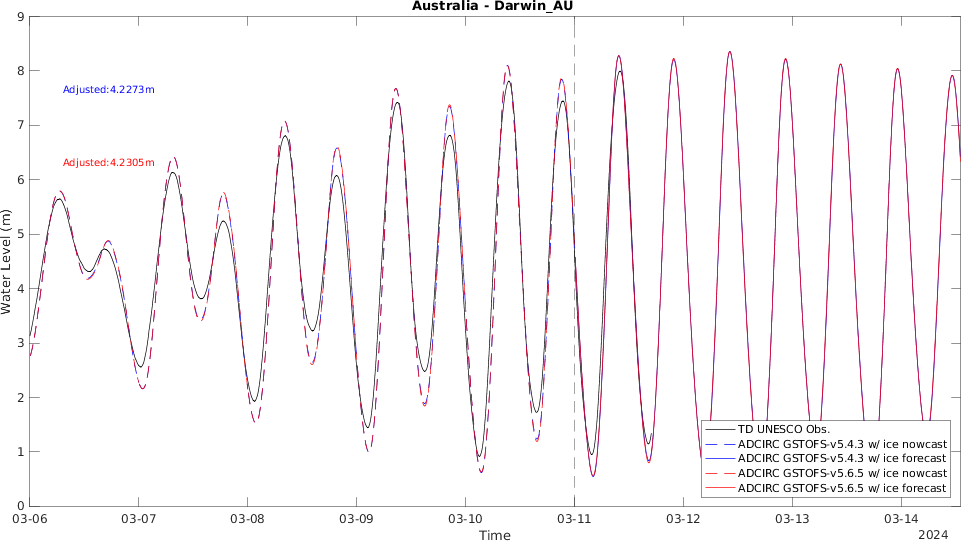 Australia - Darwin_AU
9
8
7
6
5
4
3
2
1
0
Water Level (m)
Adjusted:4.2273m
Adjusted:4.2305m
TD UNESCO Obs.
ADCIRC GSTOFS-v5.4.3 w/ ice nowcast
ADCIRC GSTOFS-v5.4.3 w/ ice forecast
ADCIRC GSTOFS-v5.6.5 w/ ice nowcast
ADCIRC GSTOFS-v5.6.5 w/ ice forecast
03-06 03-07 03-08 03-09 03-10 03-11 03-12 03-13 03-14
Time
2024